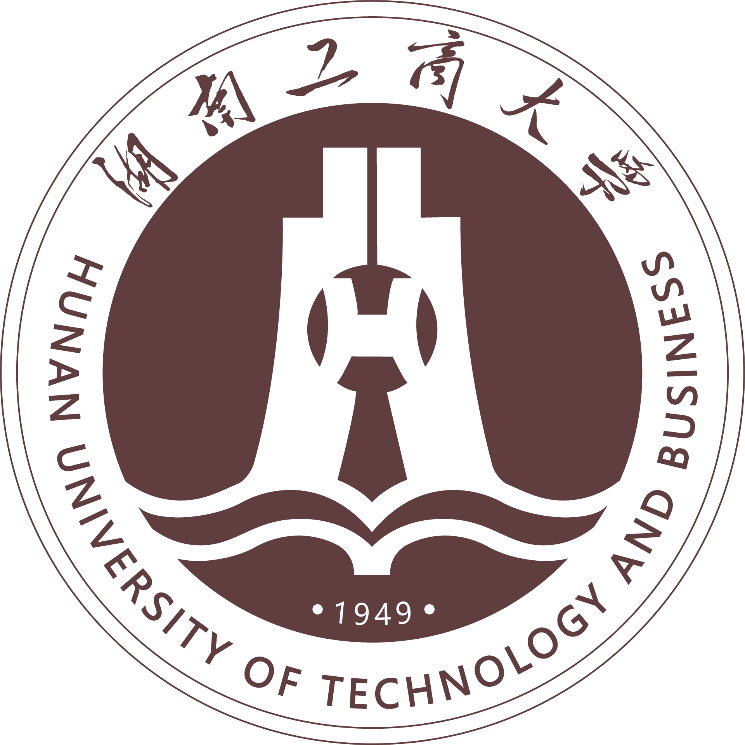 湖南工商大学
HUNAN UNIVERSITY OF TECHNOLOGY AND BUSINESS
•1949•